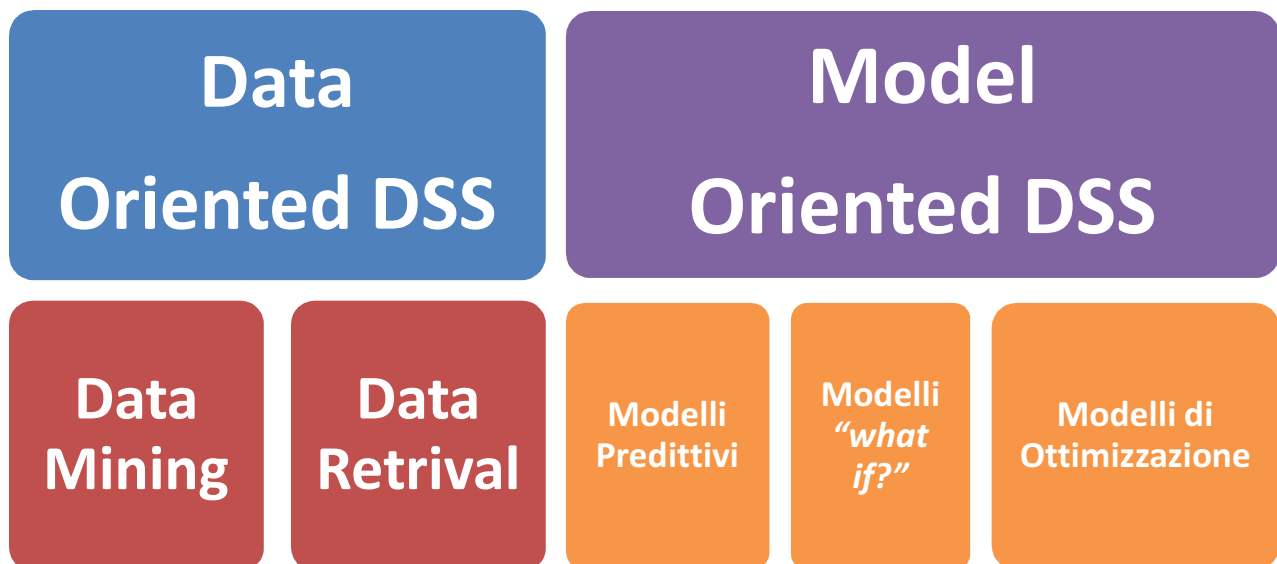 Data
Oriented DSS
Model
Oriented DSS
Data
Mining
Data
Retrival
Modelli
Predittivi
Modelli
“what
if?”
Modelli di
Ottimizzazione